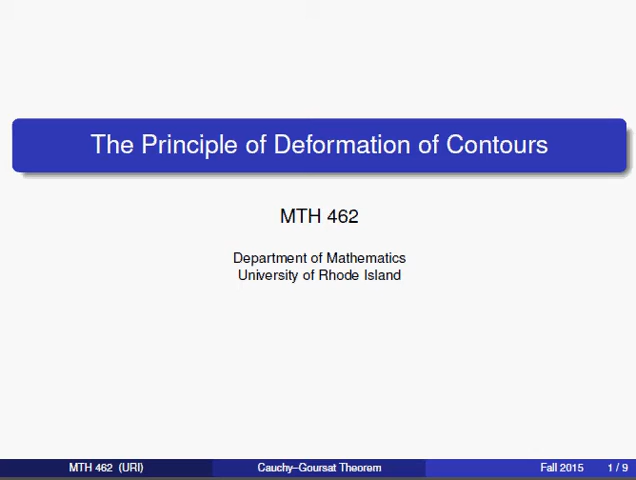 The Principle of Deformation of Contours
MTH 462
Department of Mathematics
University of Rhode Island
MTH 462 (URI) Cauchy–Goursat Theorem Fall 2015 1 / 9